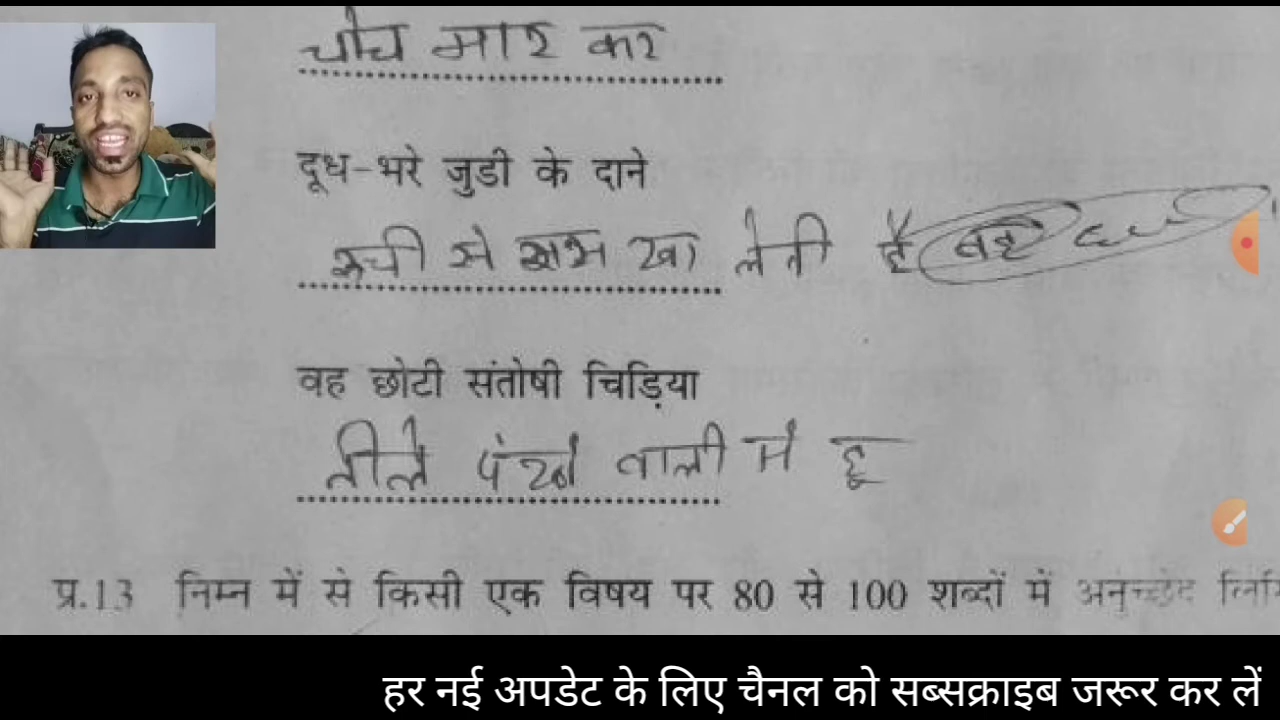 चोच मार कर
दूध-भरे जुडी के दाने
रुची से खा लेती है
वह छोटी संतोषी चिड़िया
नीले पंखो वाली मे हू
प्र.13 निम्न में से किसी एक विषय पर 80 से 100 शब्दों में अनुच्छेद
हर नई अपडेट के लिए चैनल को सब्सक्राइब जरूर कर लें